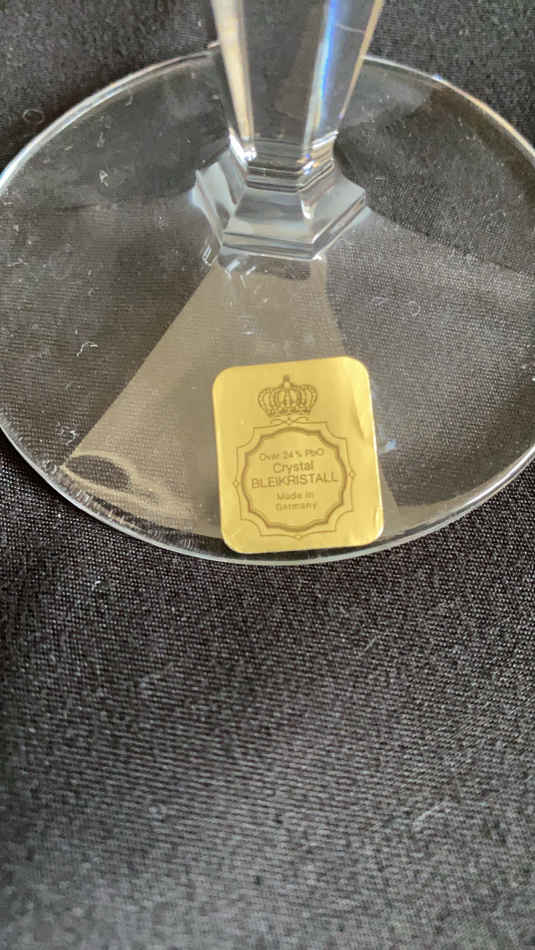 Over 24% PbO
Crystal
BLEIKRISTALL
Made in
Germany